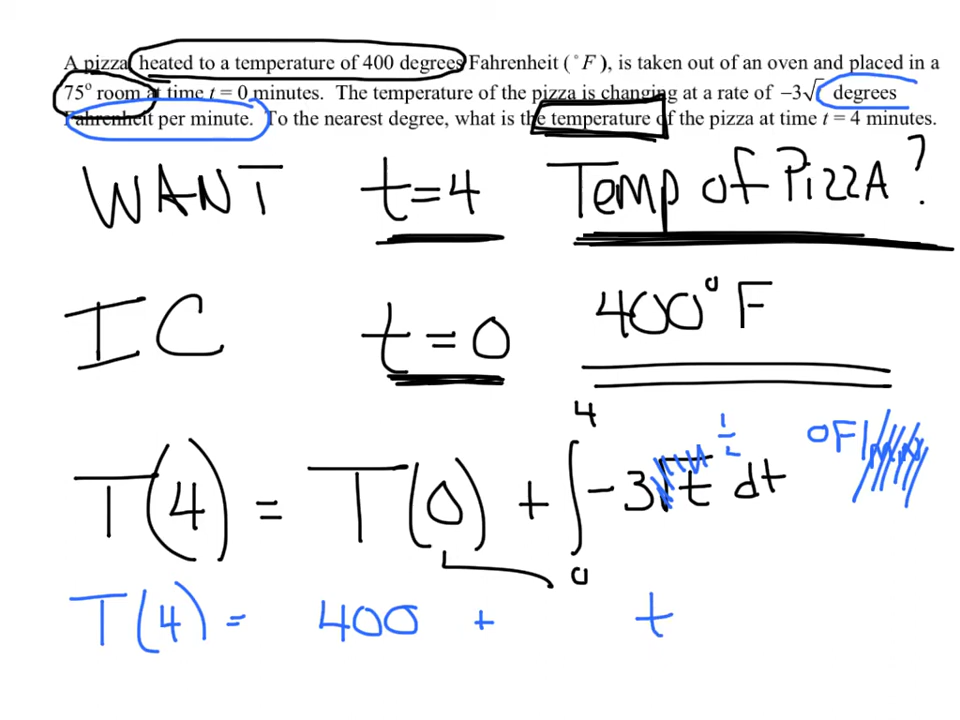 A pizza, heated to a temperature of 400 degrees Fahrenheit (°F), is taken out of an oven and placed in a
75° room at time t = 0 minutes. The temperature of the pizza is changing at a rate of −3√ degrees
Fahrenheit per minute. To the nearest degree, what is the temperature of the pizza at time t = 4 minutes.
WANT t=4 Temp of PizzA?
IC t=0 400°F
T(4) = T(0) + ∫₀⁴ −3√t ½ dt °F/min
T(4) = 400 + t